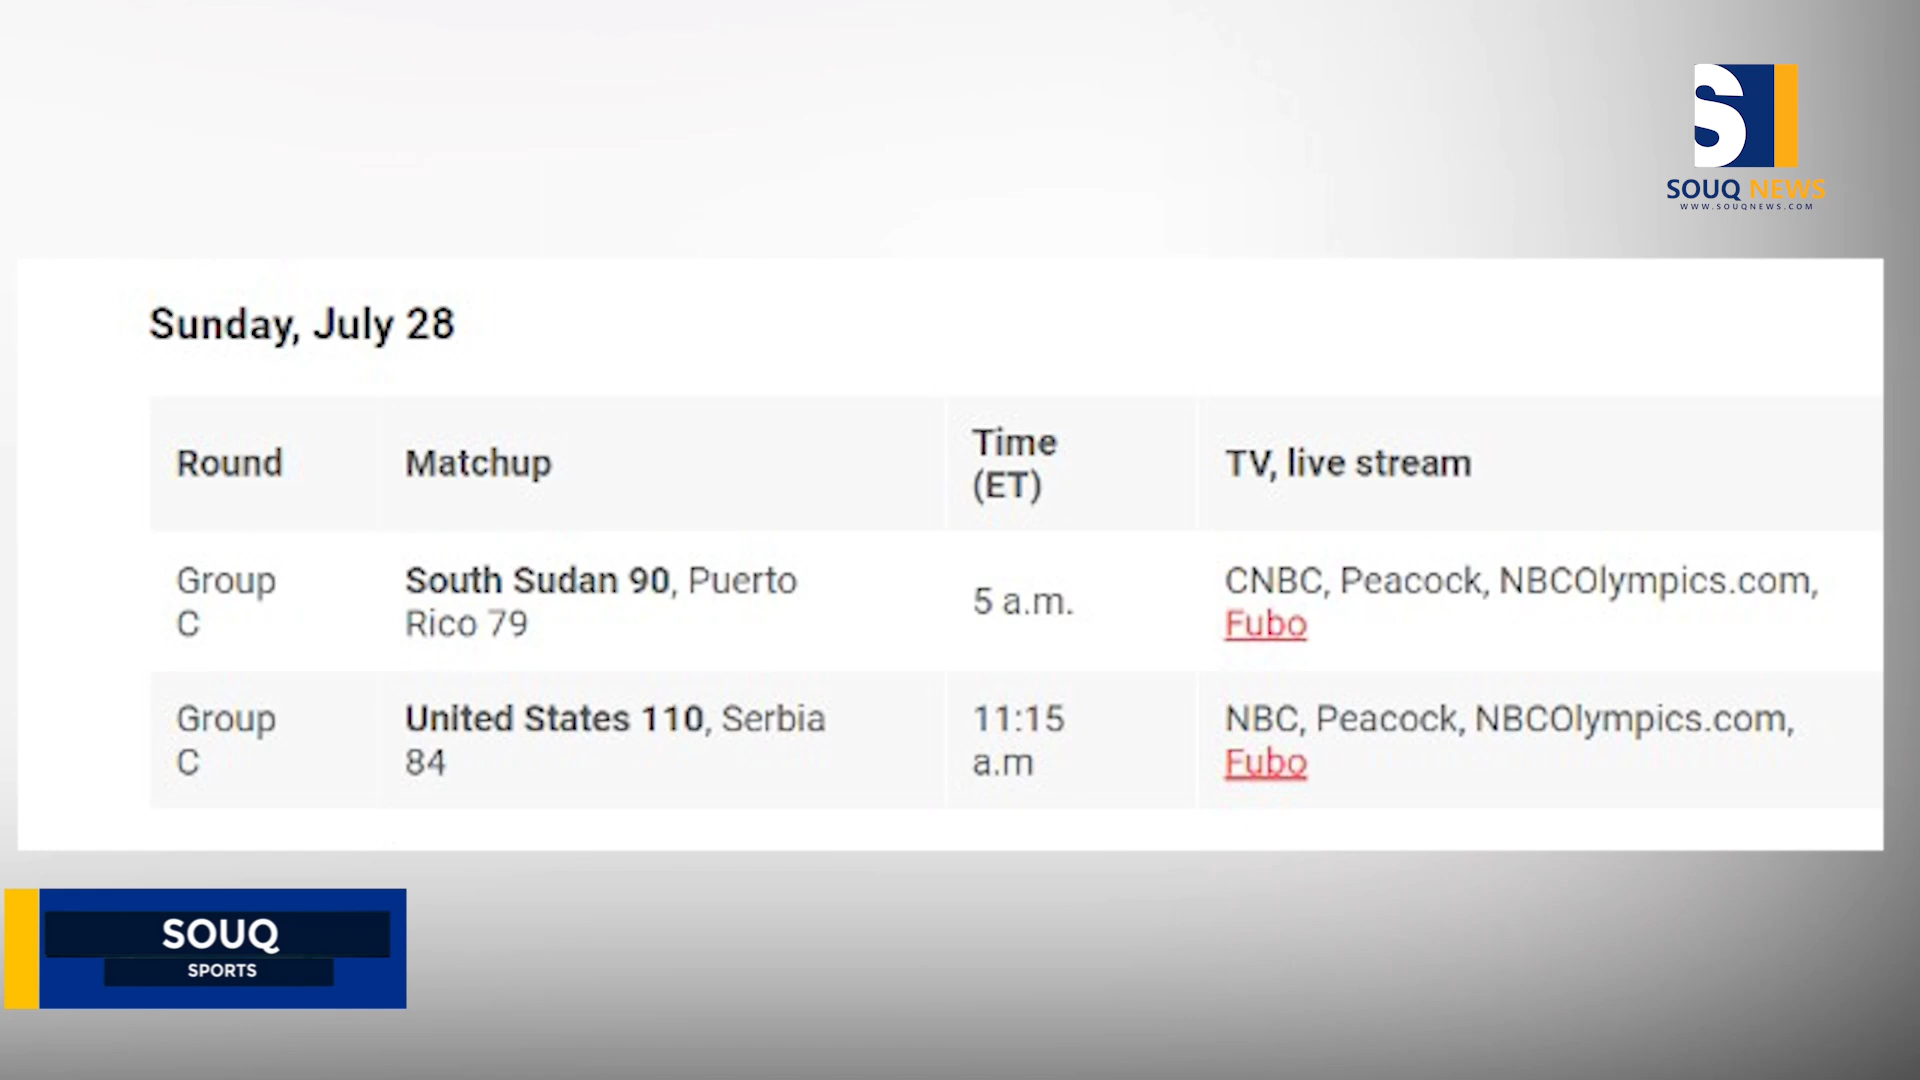 SOUQ NEWS
WWW.SOUQNEWS.COM
Sunday, July 28
Round Matchup Time (ET) TV, live stream
Group C
South Sudan 90, Puerto
Rico 79
5 a.m.
CNBC, Peacock, NBCOlympics.com,
Fubo
Group C
United States 110, Serbia
84
11:15
a.m
NBC, Peacock, NBCOlympics.com,
Fubo
SOUQ
SPORTS